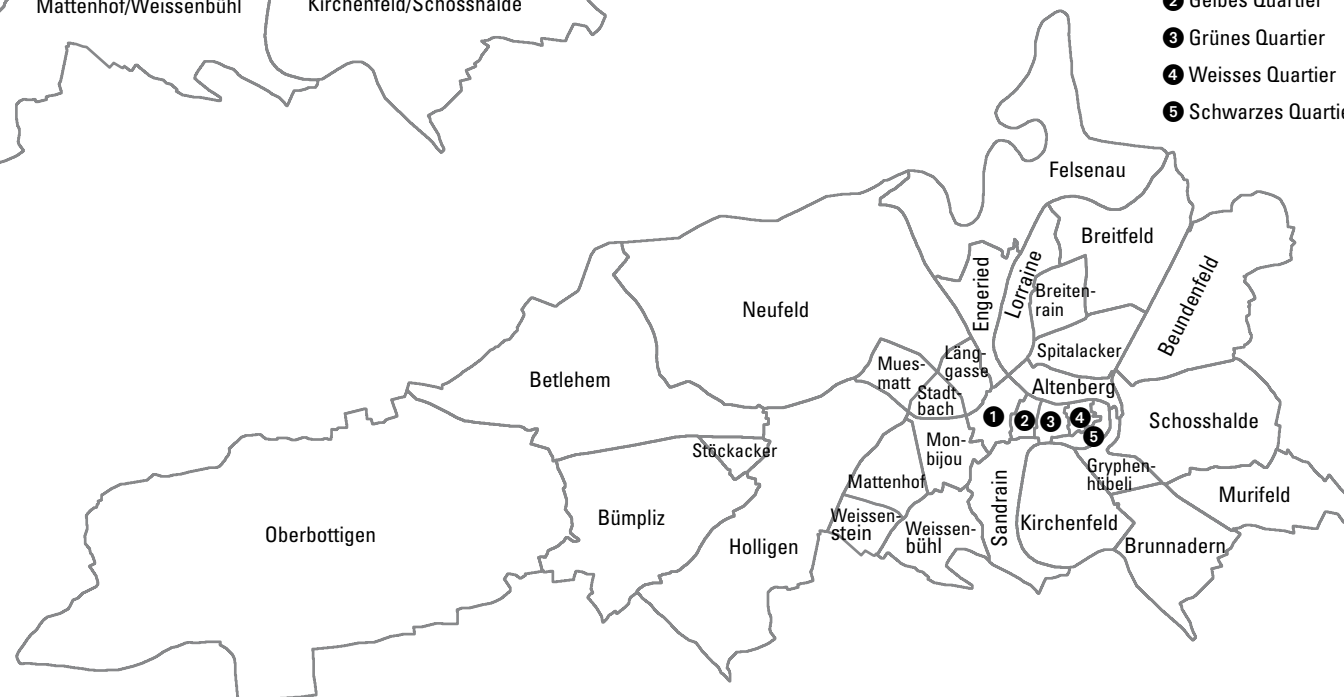 Mattenhof/Weissenbühl
Kirchenfeld/Schosshalde
❷ Gelbes Quartier
❸ Grünes Quartier
❹ Weisses Quartier
❺ Schwarzes Quartie
Felsenau
Breitfeld
Engeried
Lorraine
Breiten-
rain
Beundenfeld
Neufeld
Spitalacker
Betlehem
Mues-
matt
Läng-
gasse
Stadt-
bach
Altenberg
❶
❷
❸
❹
❺
Schosshalde
Stöckacker
Mon-
bijou
Mattenhof
Gryphen-
hübeli
Murifeld
Oberbottigen
Bümpliz
Holligen
Weissen-
stein
Weissen-
bühl
Sandrain
Kirchenfeld
Brunnadern